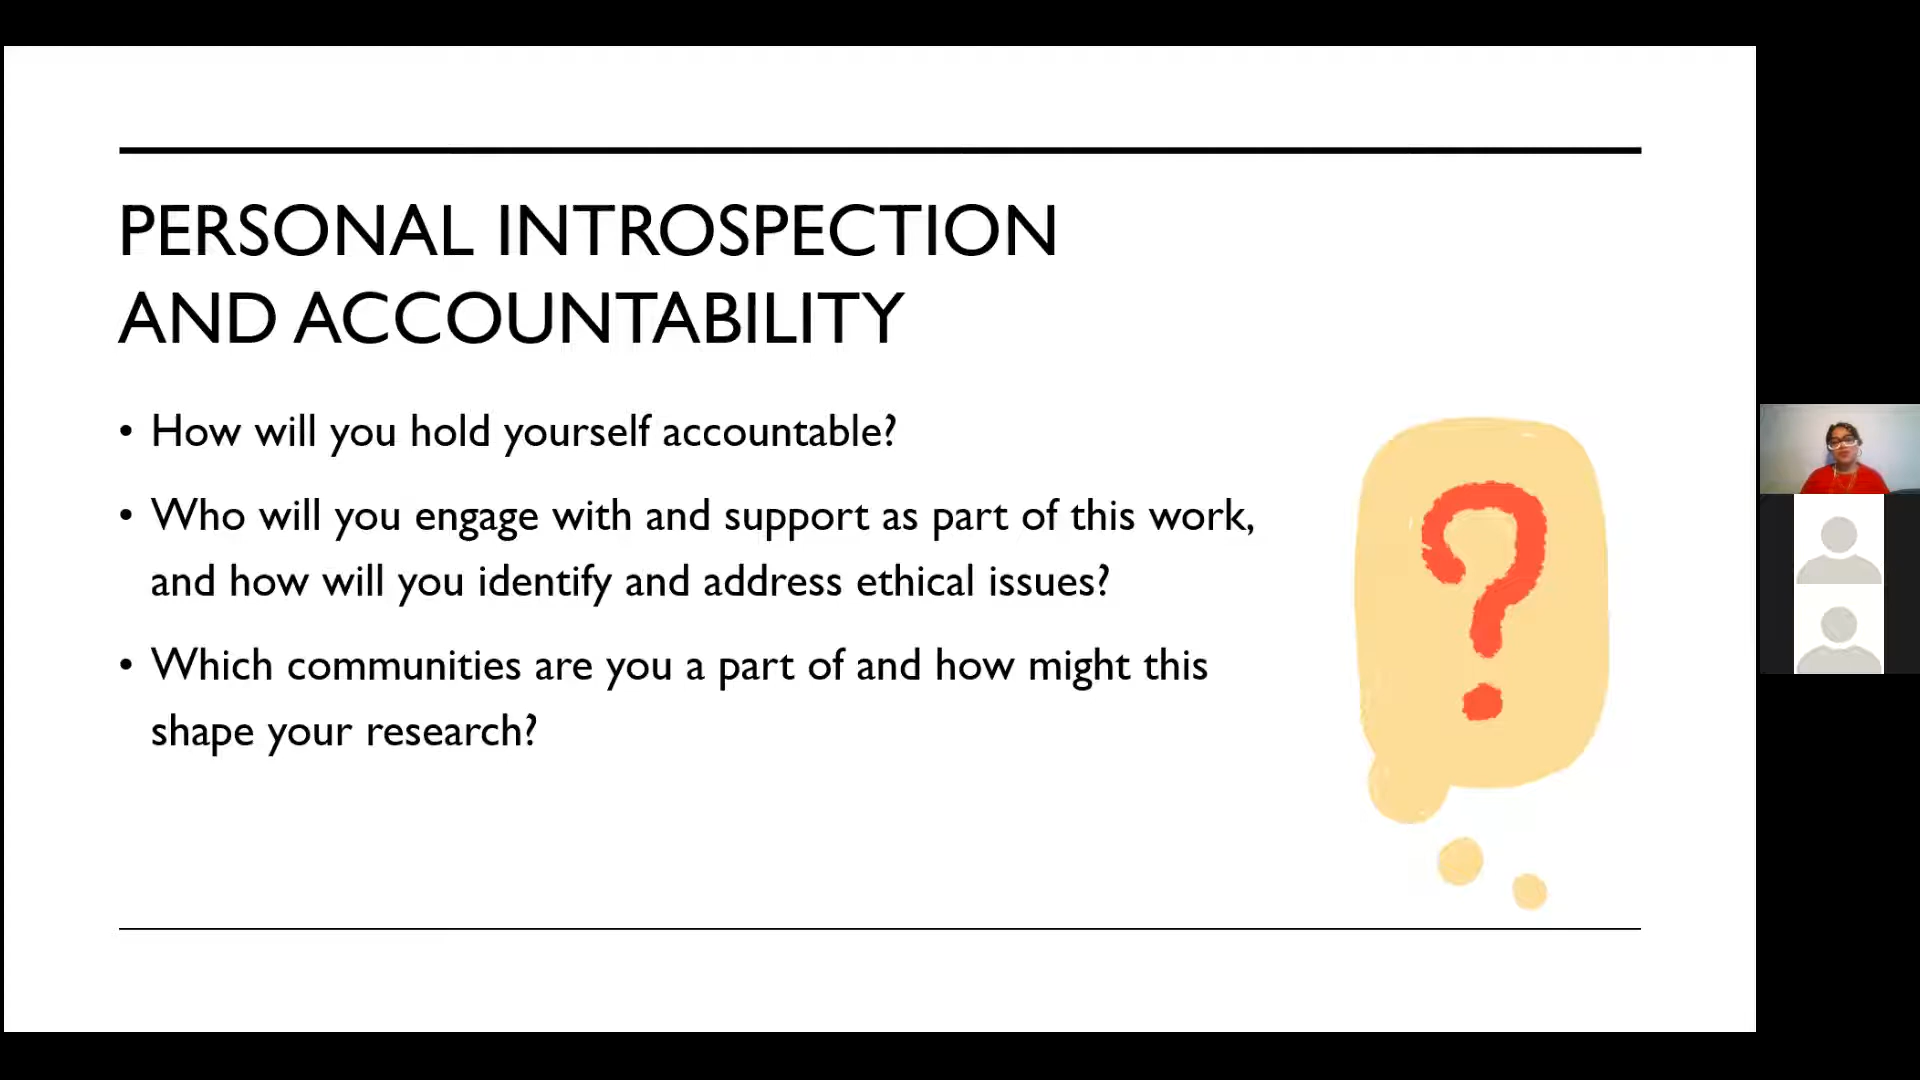 PERSONAL INTROSPECTION
AND ACCOUNTABILITY
• How will you hold yourself accountable?
• Who will you engage with and support as part of this work,
and how will you identify and address ethical issues?
• Which communities are you a part of and how might this
shape your research?
?